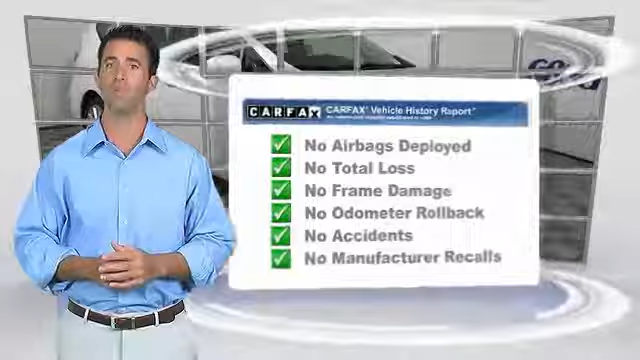 CARFAX CARFAX Vehicle History Report
No Airbags Deployed
No Total Loss
No Frame Damage
No Odometer Rollback
No Accidents
No Manufacturer Recalls